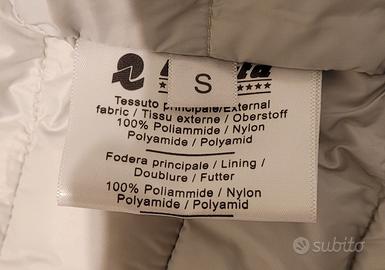 S
Tessuto principale/External
fabric / Tissu externe / Oberstoff
100% Poliammide / Nylon
Polyamide / Polyamid
Fodera principale / Lining /
Doublure / Futter
100% Poliammide / Nylon
Polyamide / Polyamid
subito